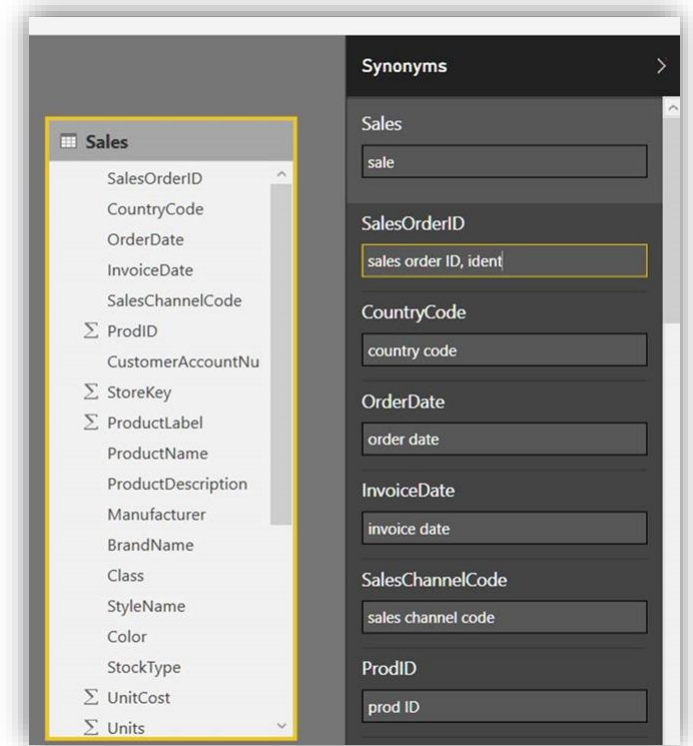 Sales
SalesOrderID
CountryCode
OrderDate
InvoiceDate
SalesChannelCode
∑ ProdID
CustomerAccountNu
∑ StoreKey
∑ ProductLabel
ProductName
ProductDescription
Manufacturer
BrandName
Class
StyleName
Color
StockType
∑ UnitCost
∑ Units
Synonyms
Sales
sale
SalesOrderID
sales order ID, ident
CountryCode
country code
OrderDate
order date
InvoiceDate
invoice date
SalesChannelCode
sales channel code
ProdID
prod ID